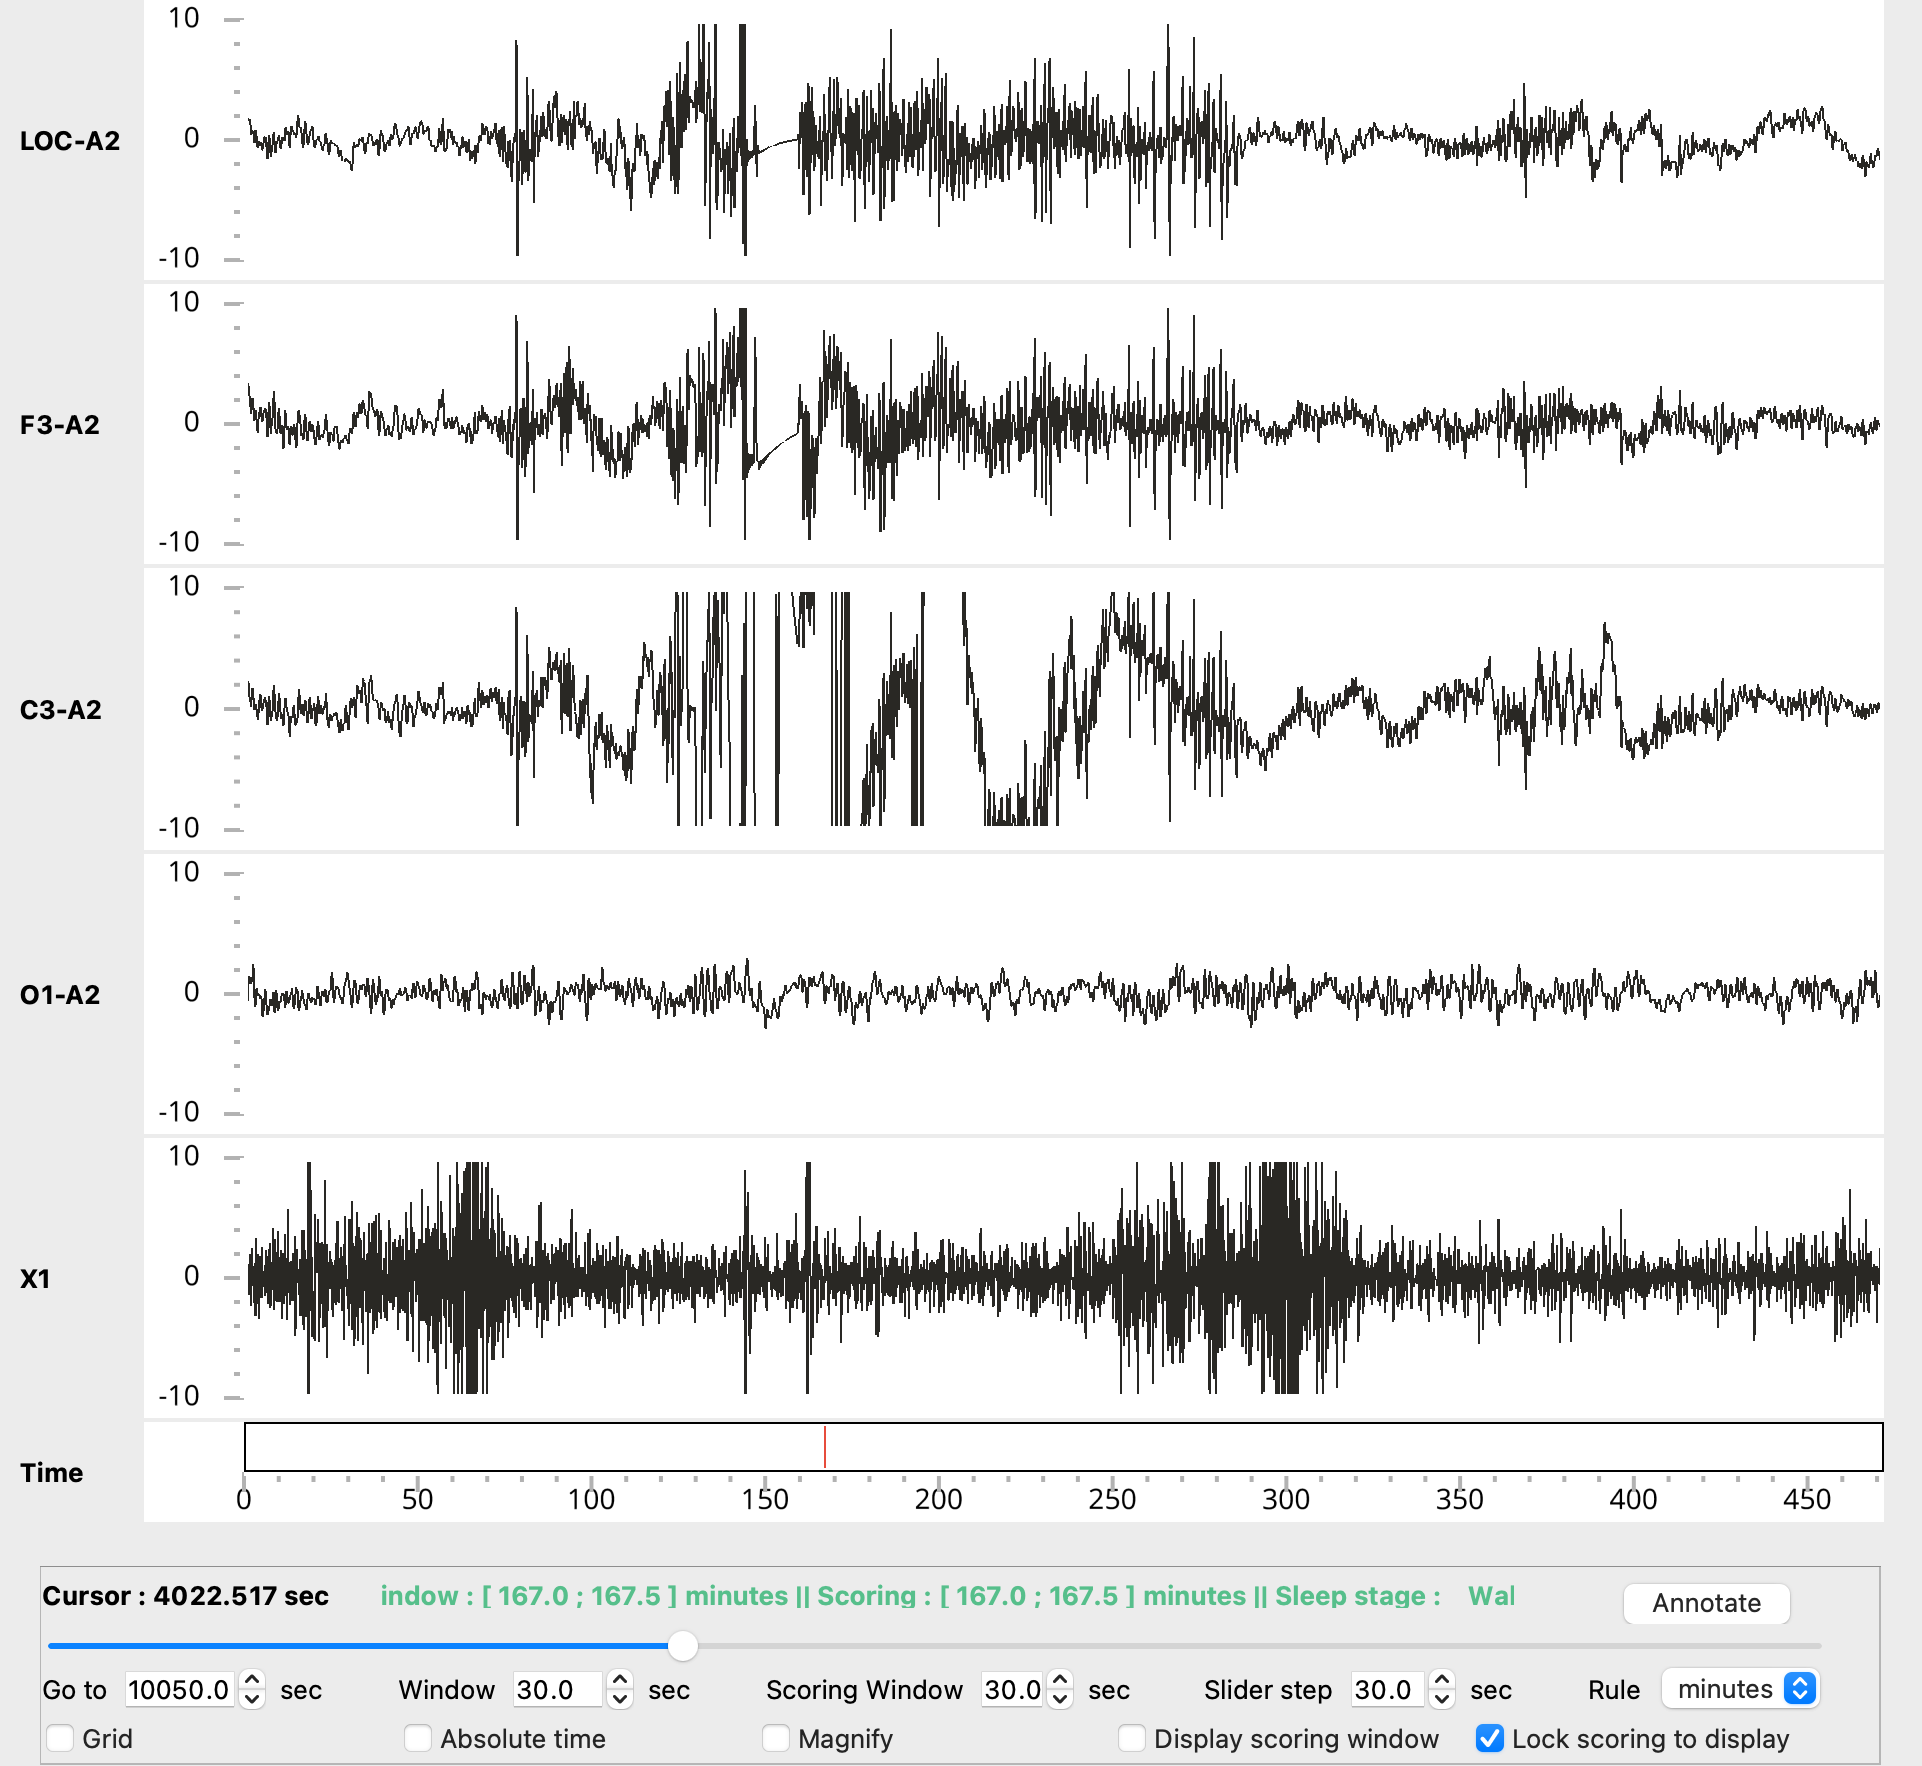 10
LOC-A2
0
-10
10
F3-A2
0
-10
10
C3-A2
0
-10
10
O1-A2
0
-10
10
X1
0
-10
Time
0 50 100 150 200 250 300 350 400 450
Cursor : 4022.517 sec indow : [ 167.0 ; 167.5 ] minutes || Scoring : [ 167.0 ; 167.5 ] minutes || Sleep stage : Wal Annotate
Go to 10050.0 sec Window 30.0 sec Scoring Window 30.0 sec Slider step 30.0 sec Rule minutes
Grid Absolute time Magnify Display scoring window Lock scoring to display